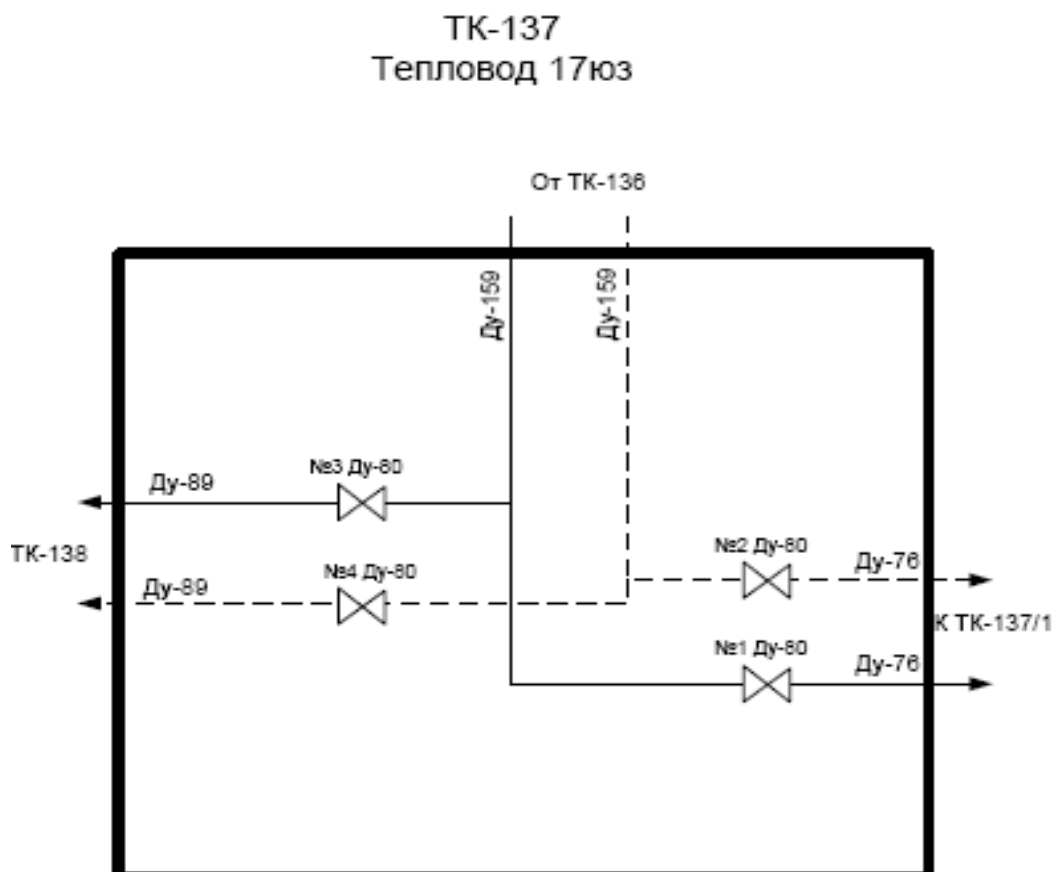 ТК-137
Тепловод 17юз
От ТК-136
Ду-159
Ду-159
Ду-89
№3 Ду-80
ТК-138
Ду-89
№4 Ду-80
№2 Ду-80
Ду-76
К ТК-137/1
№1 Ду-80
Ду-76